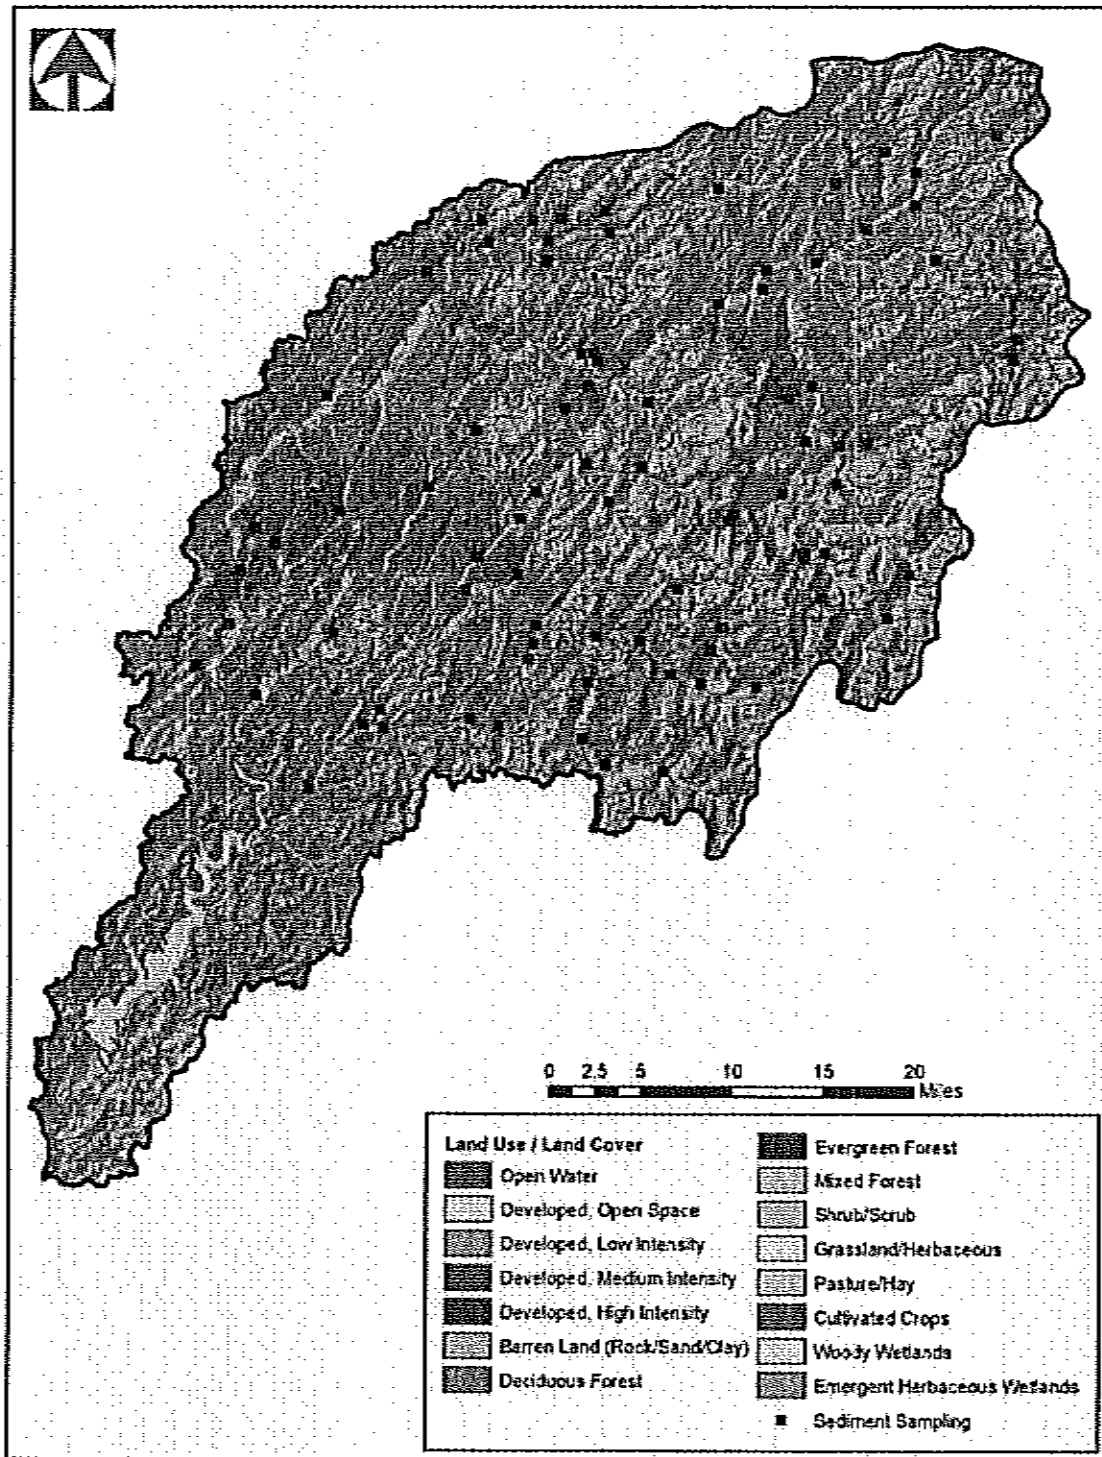 0 2.5 5 10 15 20
Miles
Land Use / Land Cover
Open Water
Developed, Open Space
Developed, Low Intensity
Developed, Medium Intensity
Developed, High Intensity
Barren Land (Rock/Sand/Clay)
Deciduous Forest
Evergreen Forest
Mixed Forest
Shrub/Scrub
Grassland/Herbaceous
Pasture/Hay
Cultivated Crops
Woody Wetlands
Emergent Herbaceous Wetlands
Sediment Sampling